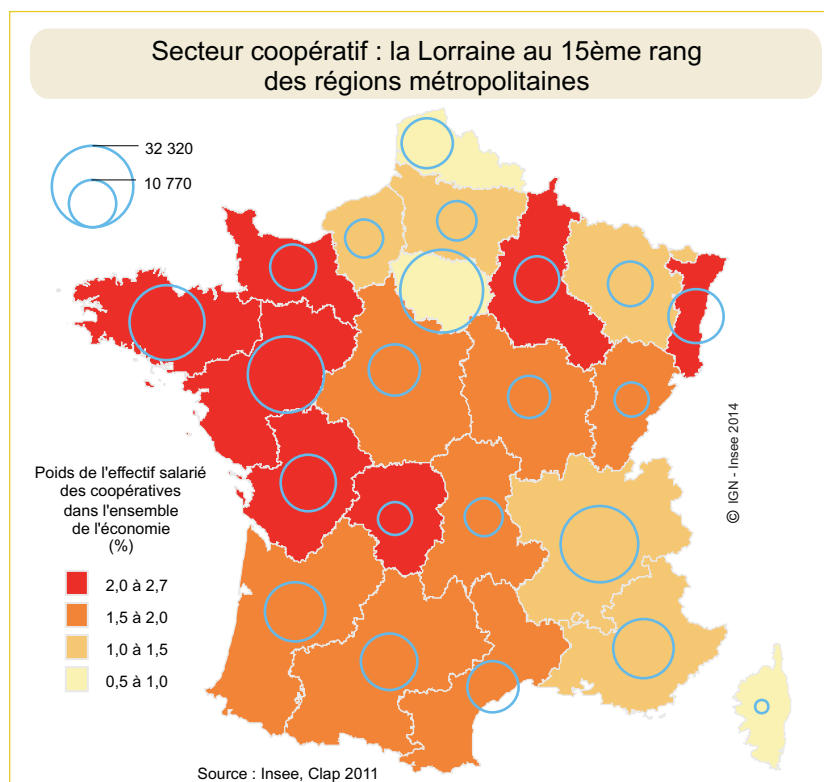 Secteur coopératif : la Lorraine au 15ème rang
des régions métropolitaines
32 320
10 770
Poids de l'effectif salarié
des coopératives
dans l'ensemble
de l'économie
(%)
2,0 à 2,7
1,5 à 2,0
1,0 à 1,5
0,5 à 1,0
© IGN - Insee 2014
Source : Insee, Clap 2011